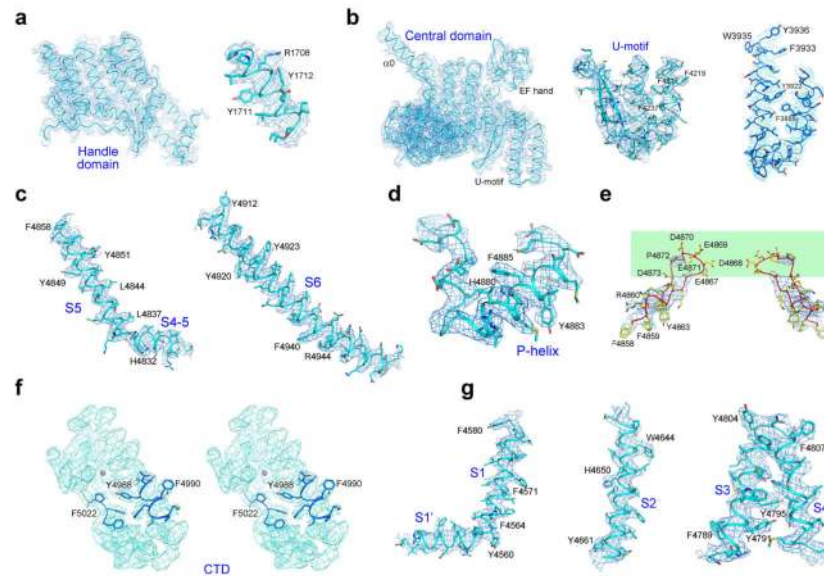 a
R1708
Y1712
Y1711
Handle
domain
b
Central domain
α0
EF hand
U-motif
U-motif
F4219
W3935
Y3936
F3933
c
F4858
Y4851
Y4849
L4844
S5
L4837
S4-5
H4832
Y4912
Y4923
Y4920
S6
F4940
R4944
d
F4885
H4880
Y4883
P-helix
e
D4870
E4869
P4872
D4868
D4873
E4871
E4867
R4860
F4858
F4859
Y4863
f
Y4988
F4990
F5022
Y4988
F4990
F5022
CTD
g
F4580
S1
F4571
S1'
F4564
Y4560
W4644
H4650
S2
Y4661
Y4804
F4807
S3
S4
Y4795
F4789
Y4791